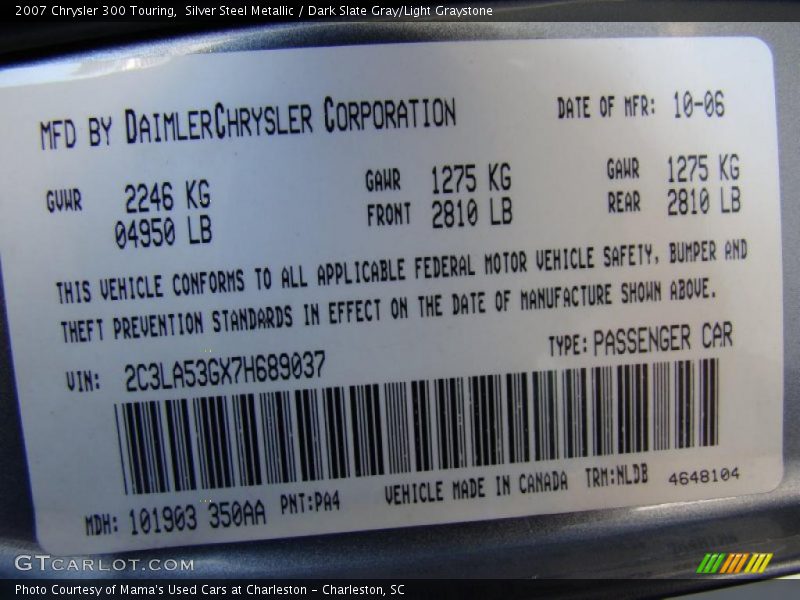 2007 Chrysler 300 Touring,  Silver Steel Metallic / Dark Slate Gray/Light Graystone
MFD BY DAIMLERCHRYSLER CORPORATION DATE OF MFR: 10-06
GVWR 2246 KG GAWR 1275 KG GAWR 1275 KG
04950 LB FRONT 2810 LB REAR 2810 LB
THIS VEHICLE CONFORMS TO ALL APPLICABLE FEDERAL MOTOR VEHICLE SAFETY, BUMPER AND
THEFT PREVENTION STANDARDS IN EFFECT ON THE DATE OF MANUFACTURE SHOWN ABOVE.
VIN: 2C3LA53GX7H689037 TYPE: PASSENGER CAR
MDH: 101903 350AA PNT:PA4 VEHICLE MADE IN CANADA TRM:NLDB 4648104
GTCARLOT.COM
Photo Courtesy of Mama's Used Cars at Charleston - Charleston, SC